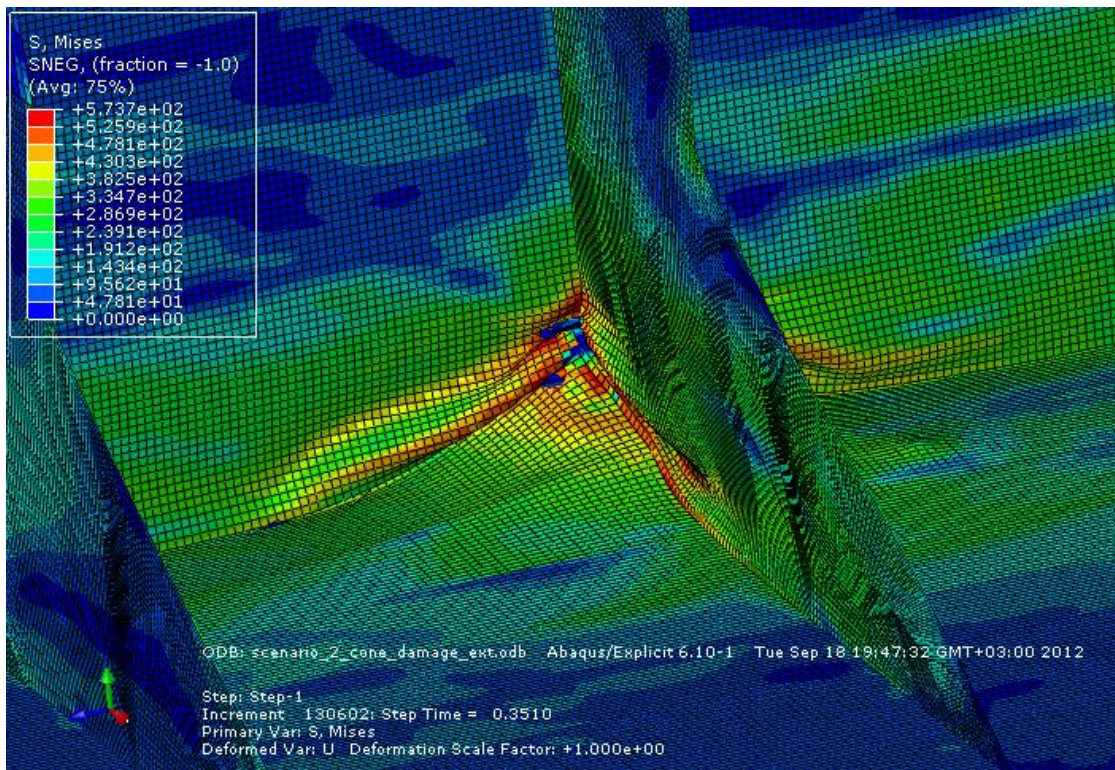 S, Mises
SNEG, (fraction = -1.0)
(Avg: 75%)
+5.737e+02
+5.259e+02
+4.781e+02
+4.303e+02
+3.825e+02
+3.347e+02
+2.869e+02
+2.391e+02
+1.912e+02
+1.434e+02
+9.562e+01
+4.781e+01
+0.000e+00
ODB: scenario_2_cone_damage_ext.odb Abaqus/Explicit 6.10-1 Tue Sep 18 19:47:32 GMT+03:00 2012
Step: Step-1
Increment 130602: Step Time = 0.3510
Primary Var: S, Mises
Deformed Var: U Deformation Scale Factor: +1.000e+00